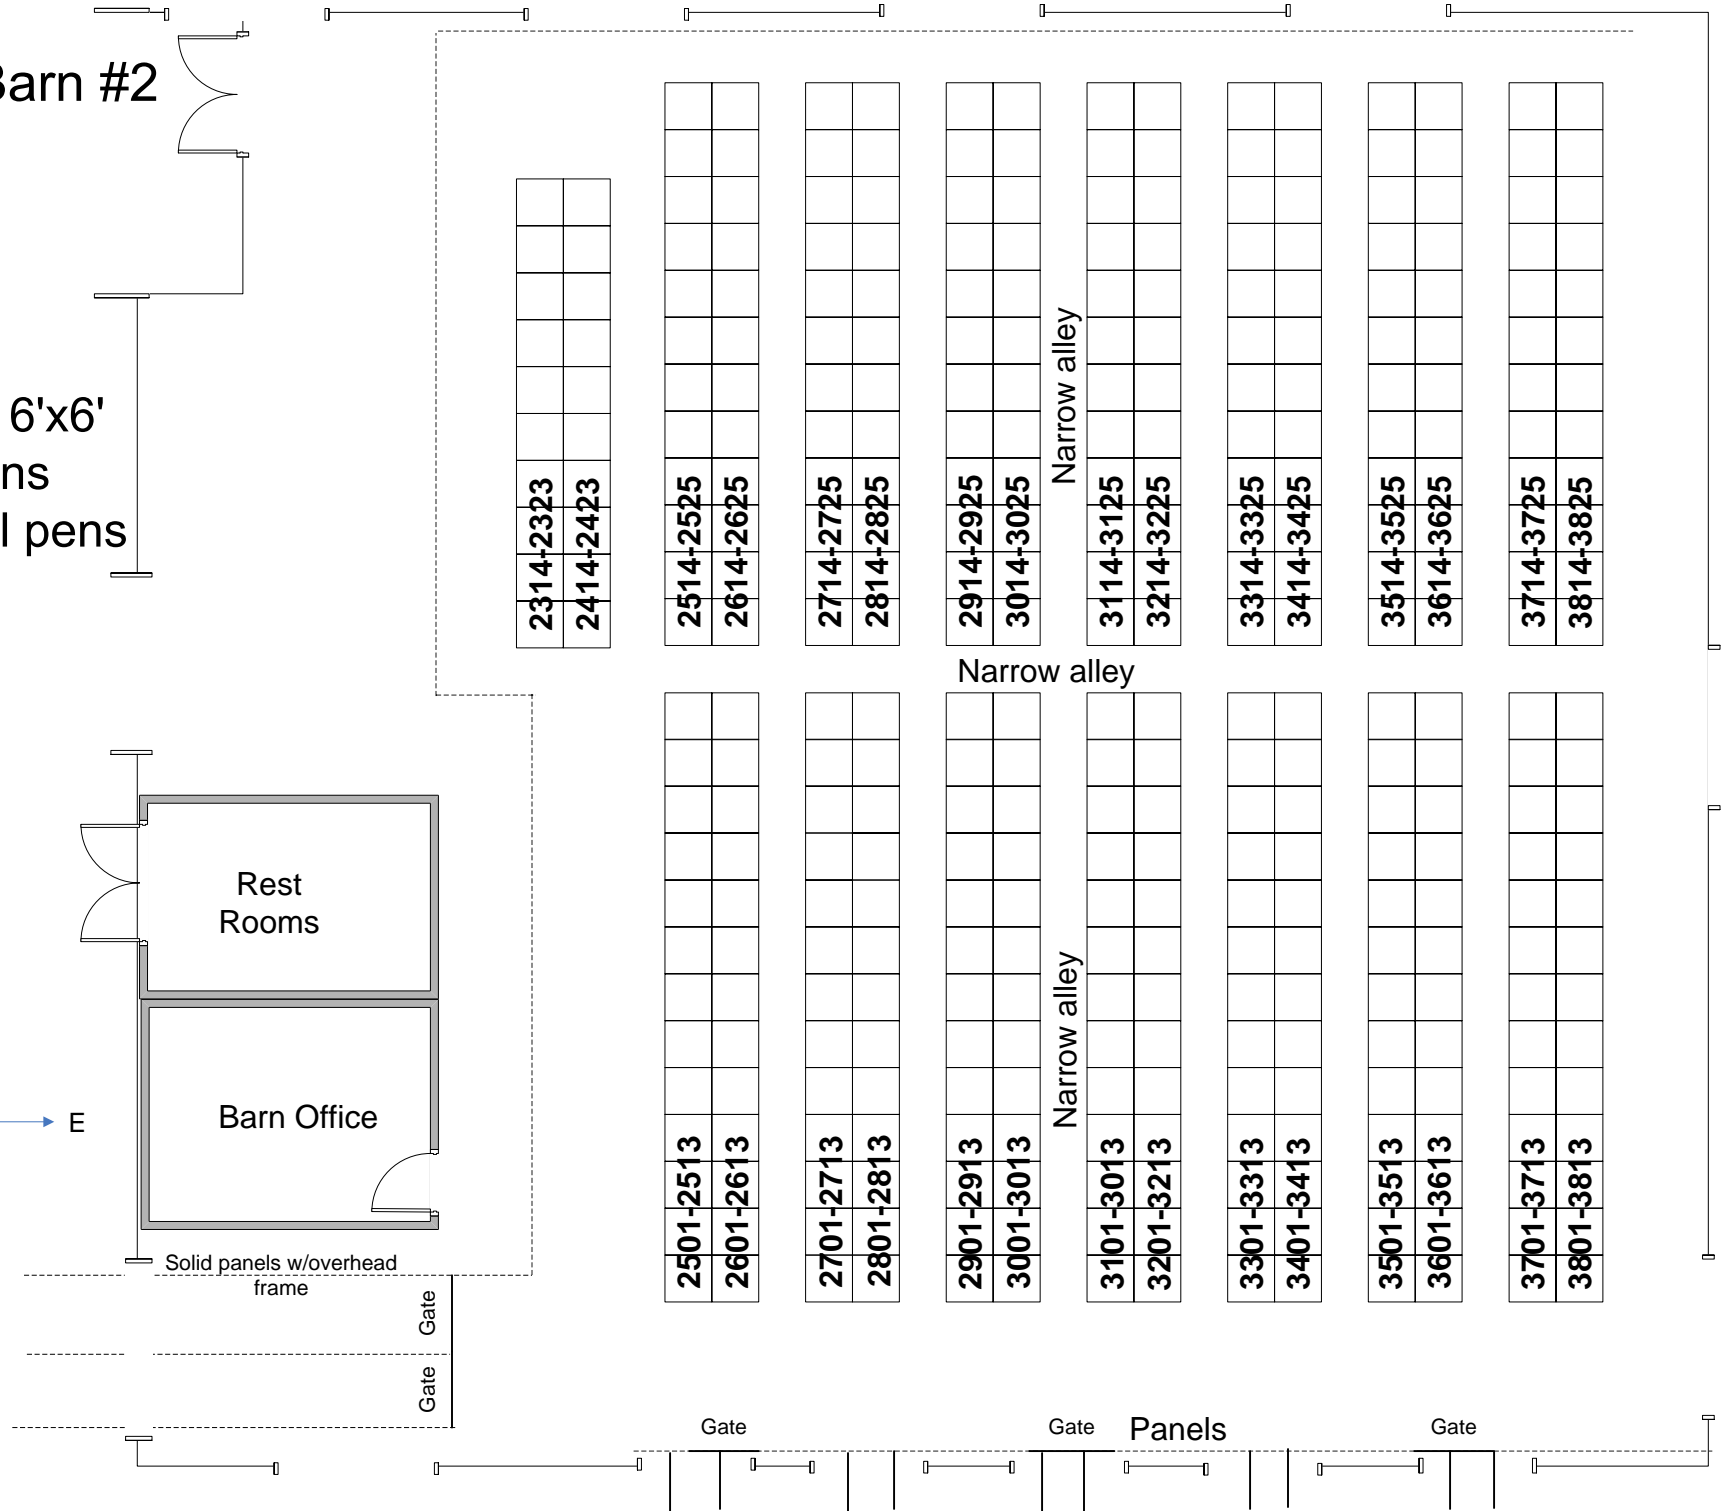 Barn #2
6'x6'
ns
l pens
Narrow alley
2314-2323
2414-2423
2514-2525
2614-2625
2714-2725
2814-2825
2914-2925
3014-3025
3114-3125
3214-3225
3314-3325
3414-3425
3514-3525
3614-3625
3714-3725
3814-3825
Narrow alley
Rest
Rooms
Narrow alley
Barn Office
E
2501-2513
2601-2613
2701-2713
2801-2813
2901-2913
3001-3013
3101-3013
3201-3213
3301-3313
3401-3413
3501-3513
3601-3613
3701-3713
3801-3813
Solid panels w/overhead
frame
Gate
Gate
Gate
Gate
Panels
Gate